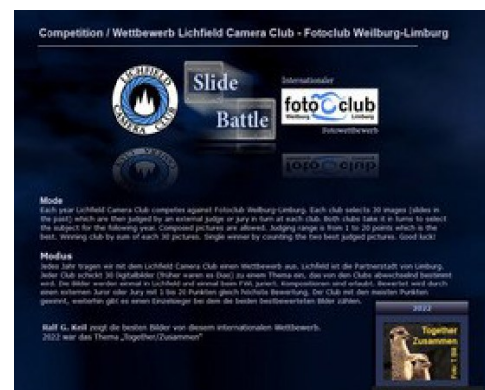 Competition / Wettbewerb Lichfield Camera Club - Fotoclub Weilburg-Limburg
LICHFIELD
CAMERA CLUB
Slide
Battle
Internationaler
foto club
Weilburg Limburg
Fotowettbewerb
Mode
Each year Lichfield Camera Club competes against Fotoclub Weilburg-Limburg. Each club selects 30 images (slides in
the past) which are then judged by an external judge or jury in turn at each club. Both clubs take it in turns to select
the subject for the following year. Composed pictures are allowed. Judging range is from 1 to 20 points which is the
best. Winning club by sum of each 30 pictures. Single winner by counting the two best judged pictures. Good luck!
Modus
Jedes Jahr tragen wir mit dem Lichfield Camera Club einen Wettbewerb aus. Lichfield ist die Partnerstadt von Limburg.
Jeder Club schickt 30 Digitalbilder (früher waren es Dias) zu einem Thema ein, das von den Clubs abwechselnd bestimmt
wird. Die Bilder werden einmal in Lichfield und einmal beim juriert. Kompositionen sind erlaubt. Bewertet wird durch
einen externen Juror oder Jury mit 1 bis 20 Punkten gleich höchste Bewertung. Der Club mit den meisten Punkten
gewinnt, weiterhin gibt es einen Einzelsieger bei dem die beiden bestbewerteten Bilder zählen.
Ralf G. Keil zeigt die besten Bilder von diesem internationalen Wettbewerb.
2022 war das Thema „Together/Zusammen"
2022
Together
Zusammen